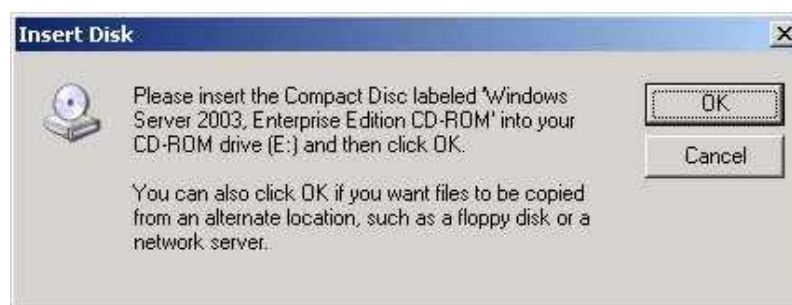 Insert Disk
Please insert the Compact Disc labeled 'Windows
Server 2003, Enterprise Edition CD-ROM' into your
CD-ROM drive (E:) and then click OK.
You can also click OK if you want files to be copied
from an alternate location, such as a floppy disk or a
network server.
OK
Cancel